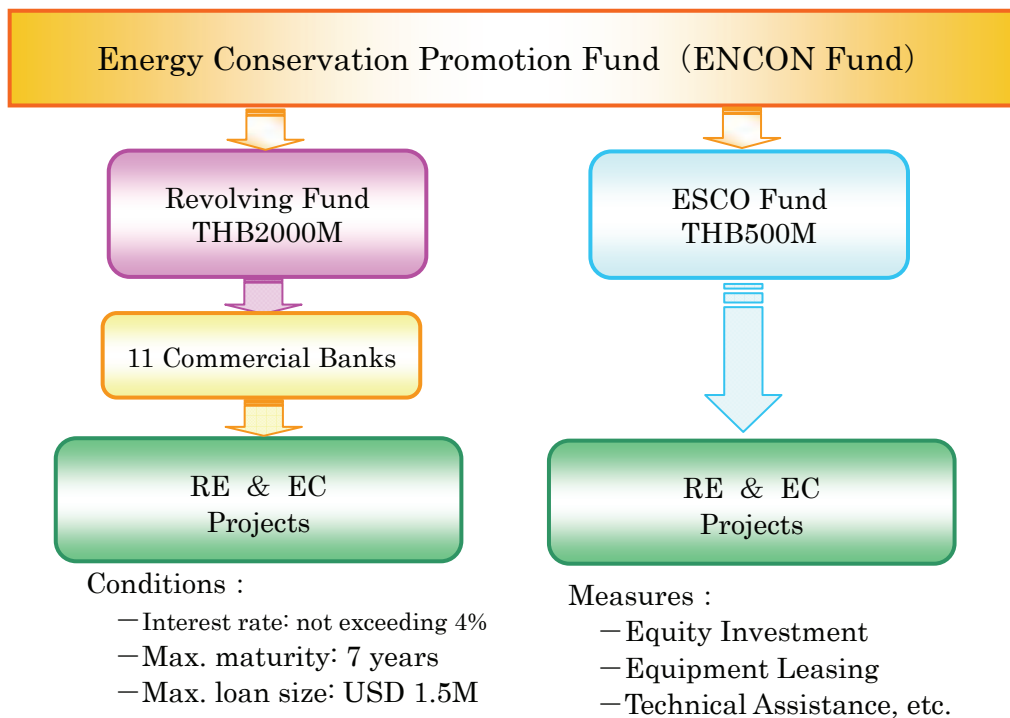 Energy Conservation Promotion Fund（ENCON Fund）
Revolving Fund
THB2000M
11 Commercial Banks
RE & EC
Projects
Conditions：
－Interest rate: not exceeding 4%
－Max. maturity: 7 years
－Max. loan size: USD 1.5M
ESCO Fund
THB500M
RE & EC
Projects
Measures：
－Equity Investment
－Equipment Leasing
－Technical Assistance, etc.